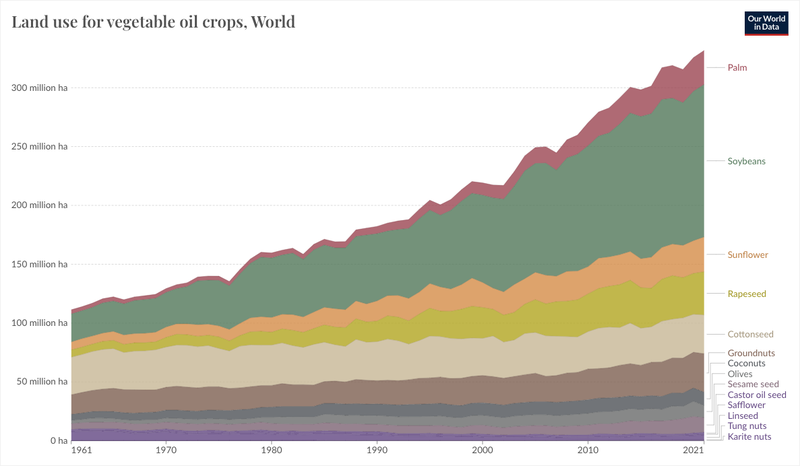 Land use for vegetable oil crops, World
Our World
in Data
300 million ha
250 million ha
200 million ha
150 million ha
100 million ha
50 million ha
0 ha
1961
1970
1980
1990
2000
2010
2021
Palm
Soybeans
Sunflower
Rapeseed
Cottonseed
Groundnuts
Coconuts
Olives
Sesame seed
Castor oil seed
Safflower
Linseed
Tung nuts
Karite nuts